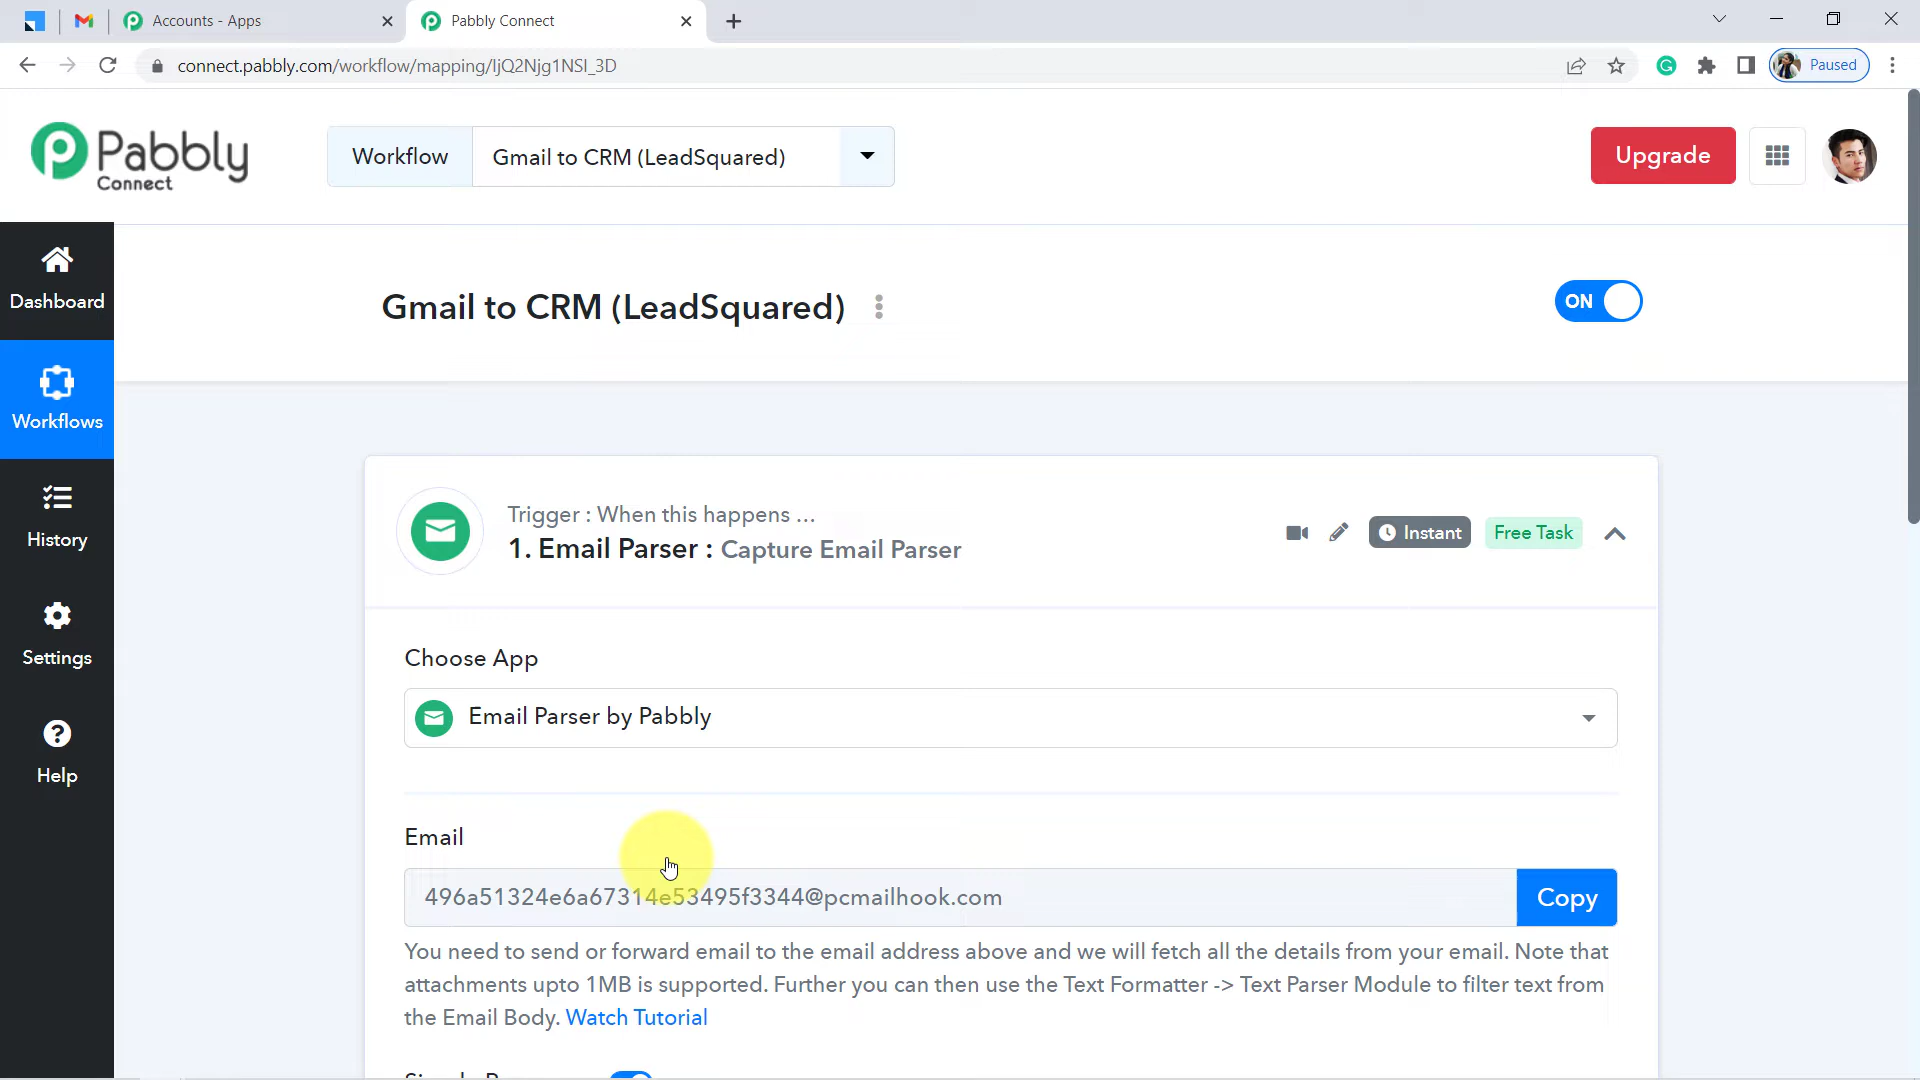 Accounts - Apps
Pabbly Connect
connect.pabbly.com/workflow/mapping/IjQ2Njg1NSI_3D
Paused
Pabbly
Connect
Workflow
Gmail to CRM (LeadSquared)
Upgrade
Dashboard
Workflows
History
Settings
Help
Gmail to CRM (LeadSquared)
ON
Trigger : When this happens ...
1. Email Parser : Capture Email Parser
Instant
Free Task
Choose App
Email Parser by Pabbly
Email
496a51324e6a67314e53495f3344@pcmailhook.com
Copy
You need to send or forward email to the email address above and we will fetch all the details from your email. Note that
attachments upto 1MB is supported. Further you can then use the Text Formatter -> Text Parser Module to filter text from
the Email Body. Watch Tutorial